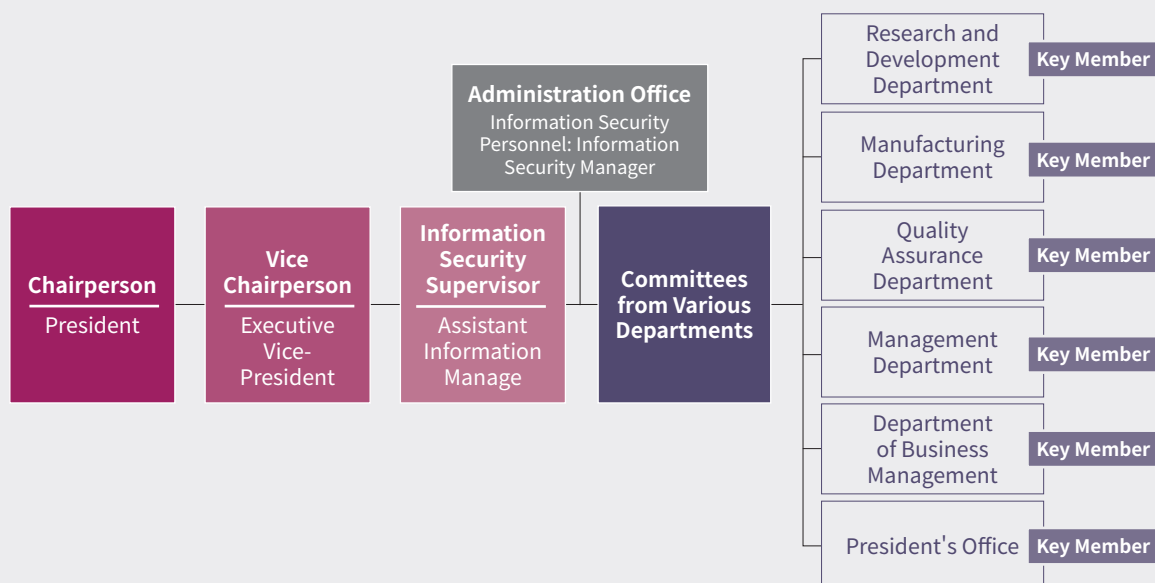 Chairperson
President
Vice
Chairperson
Executive
Vice-
President
Information
Security
Supervisor
Assistant
Information
Manage
Administration Office
Information Security
Personnel: Information
Security Manager
Committees
from Various
Departments
Research and
Development
Department
Key Member
Manufacturing
Department
Key Member
Quality
Assurance
Department
Key Member
Management
Department
Key Member
Department
of Business
Management
Key Member
President's Office
Key Member